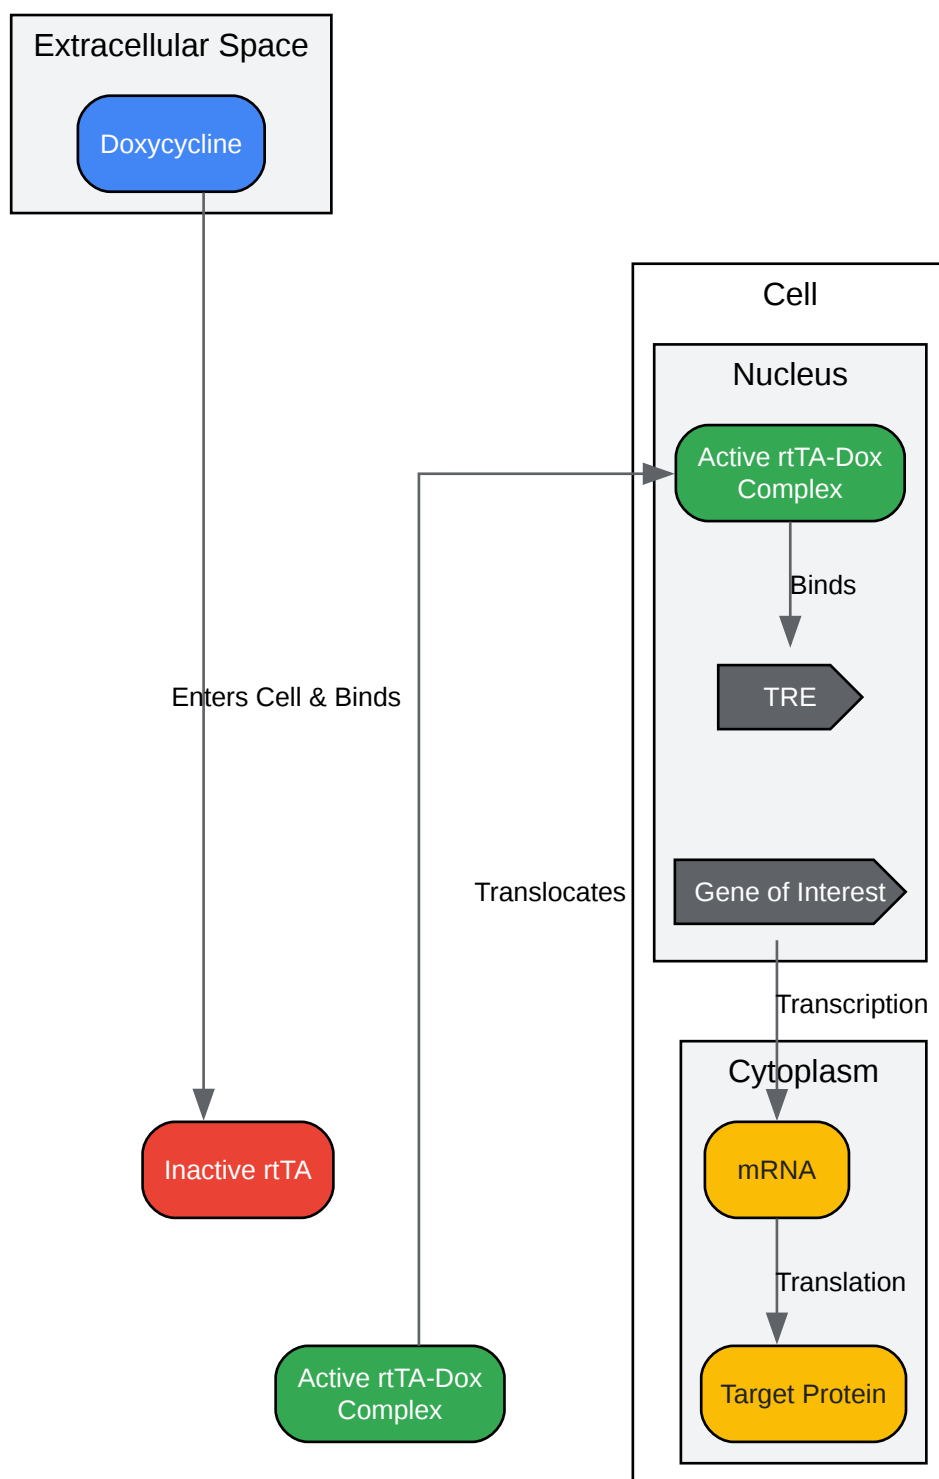 Extracellular Space
Doxycycline
Cell
Nucleus
Active rtTA-Dox
Complex
Binds
Enters Cell & Binds
TRE
Translocates
Gene of Interest
Transcription
Cytoplasm
Inactive rtTA
mRNA
Translation
Active rtTA-Dox
Complex
Target Protein